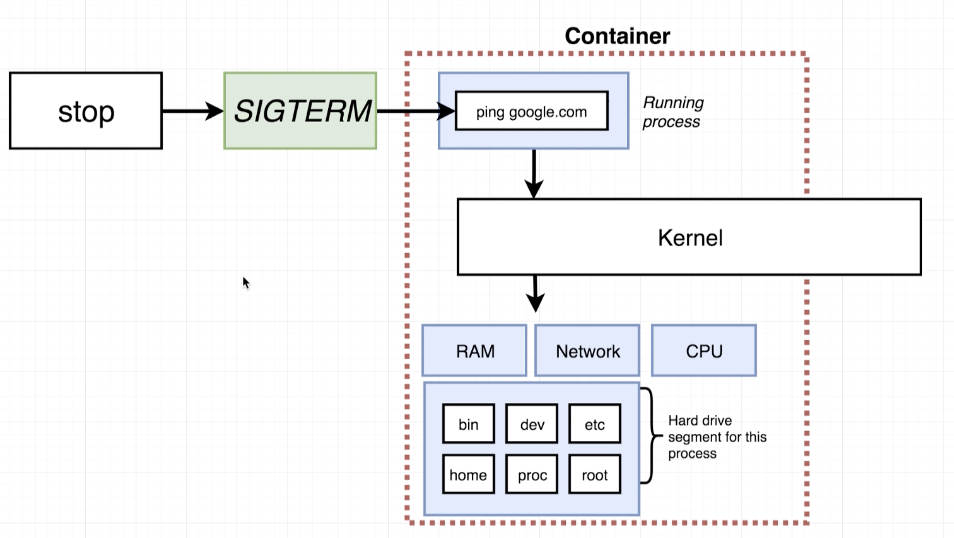 Container
stop
SIGTERM
ping google.com
Running
process
Kernel
RAM
Network
CPU
bin
dev
etc
home
proc
root
Hard drive
segment for this
process